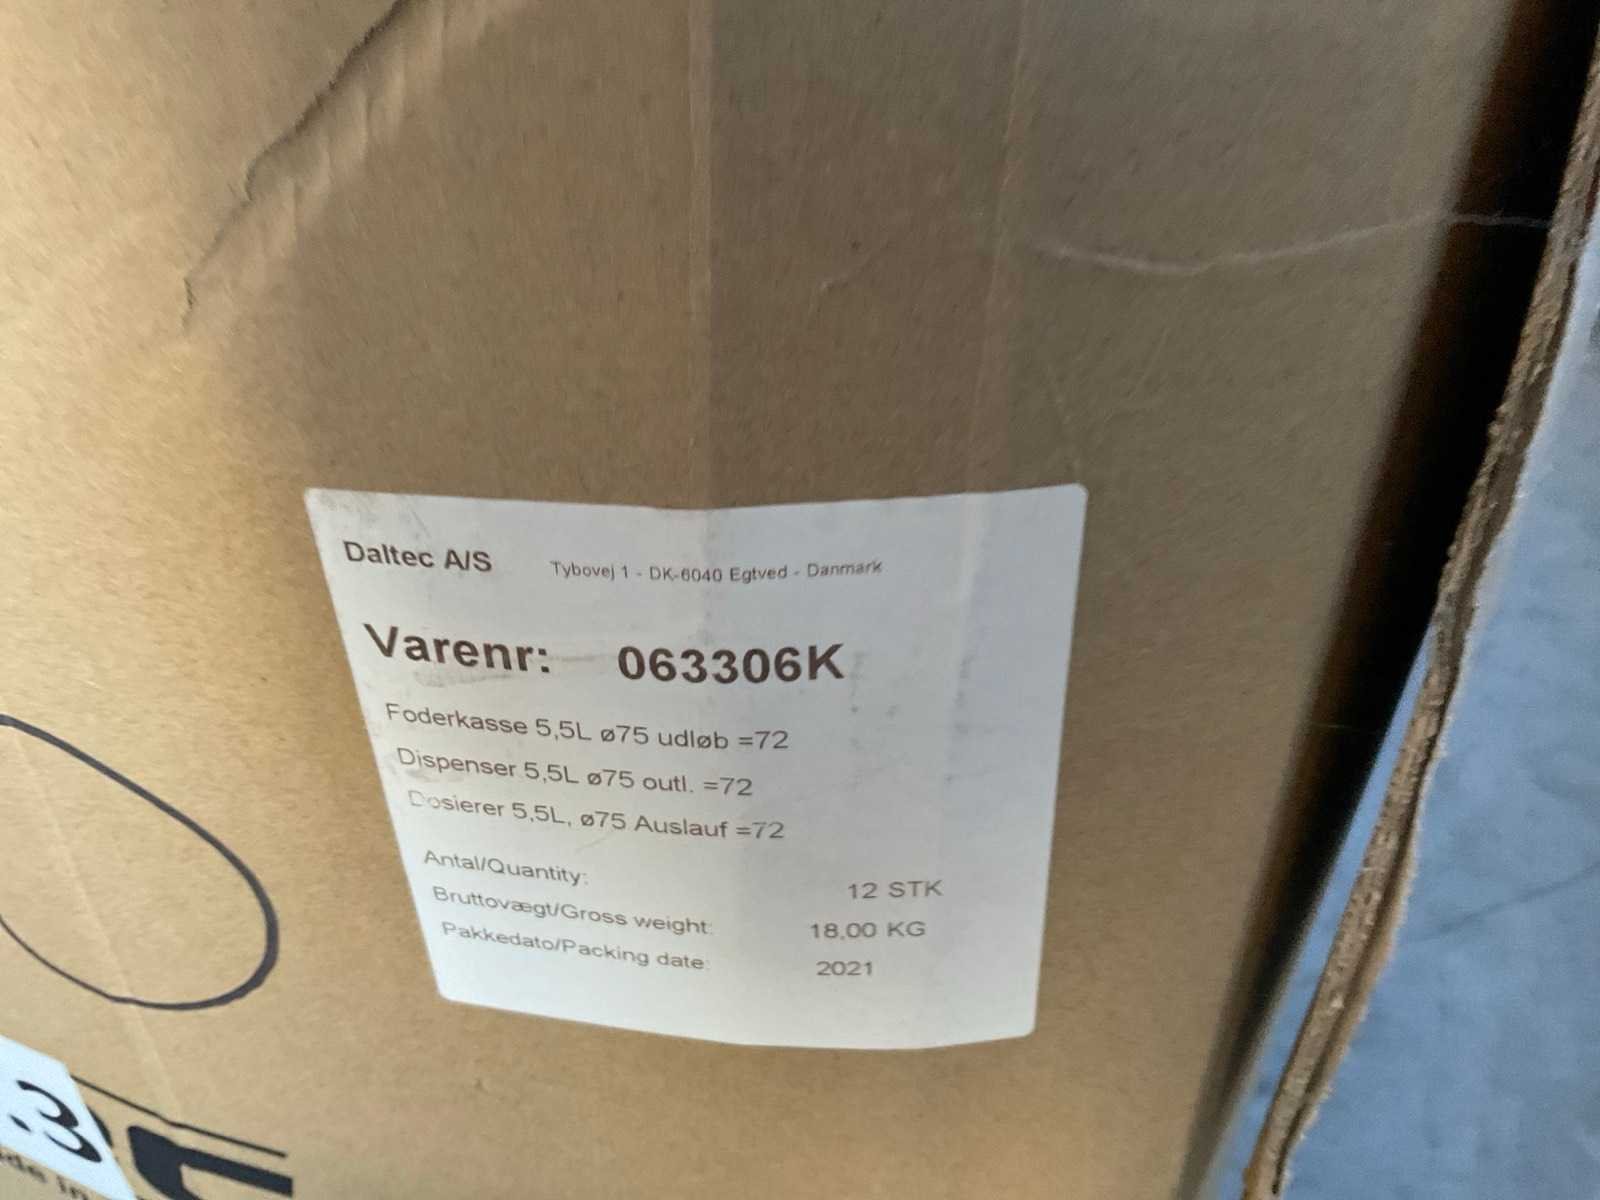 Daltec A/S Tybovej 1 - DK-6040 Egtved - Danmark
Varenr: 063306K
Foderkasse 5,5L ø75 udløb =72
Dispenser 5,5L ø75 outl. =72
Dosierer 5,5L, ø75 Auslauf =72
Antal/Quantity: 12 STK
Bruttovægt/Gross weight: 18,00 KG
Pakkedato/Packing date: 2021
.3
in